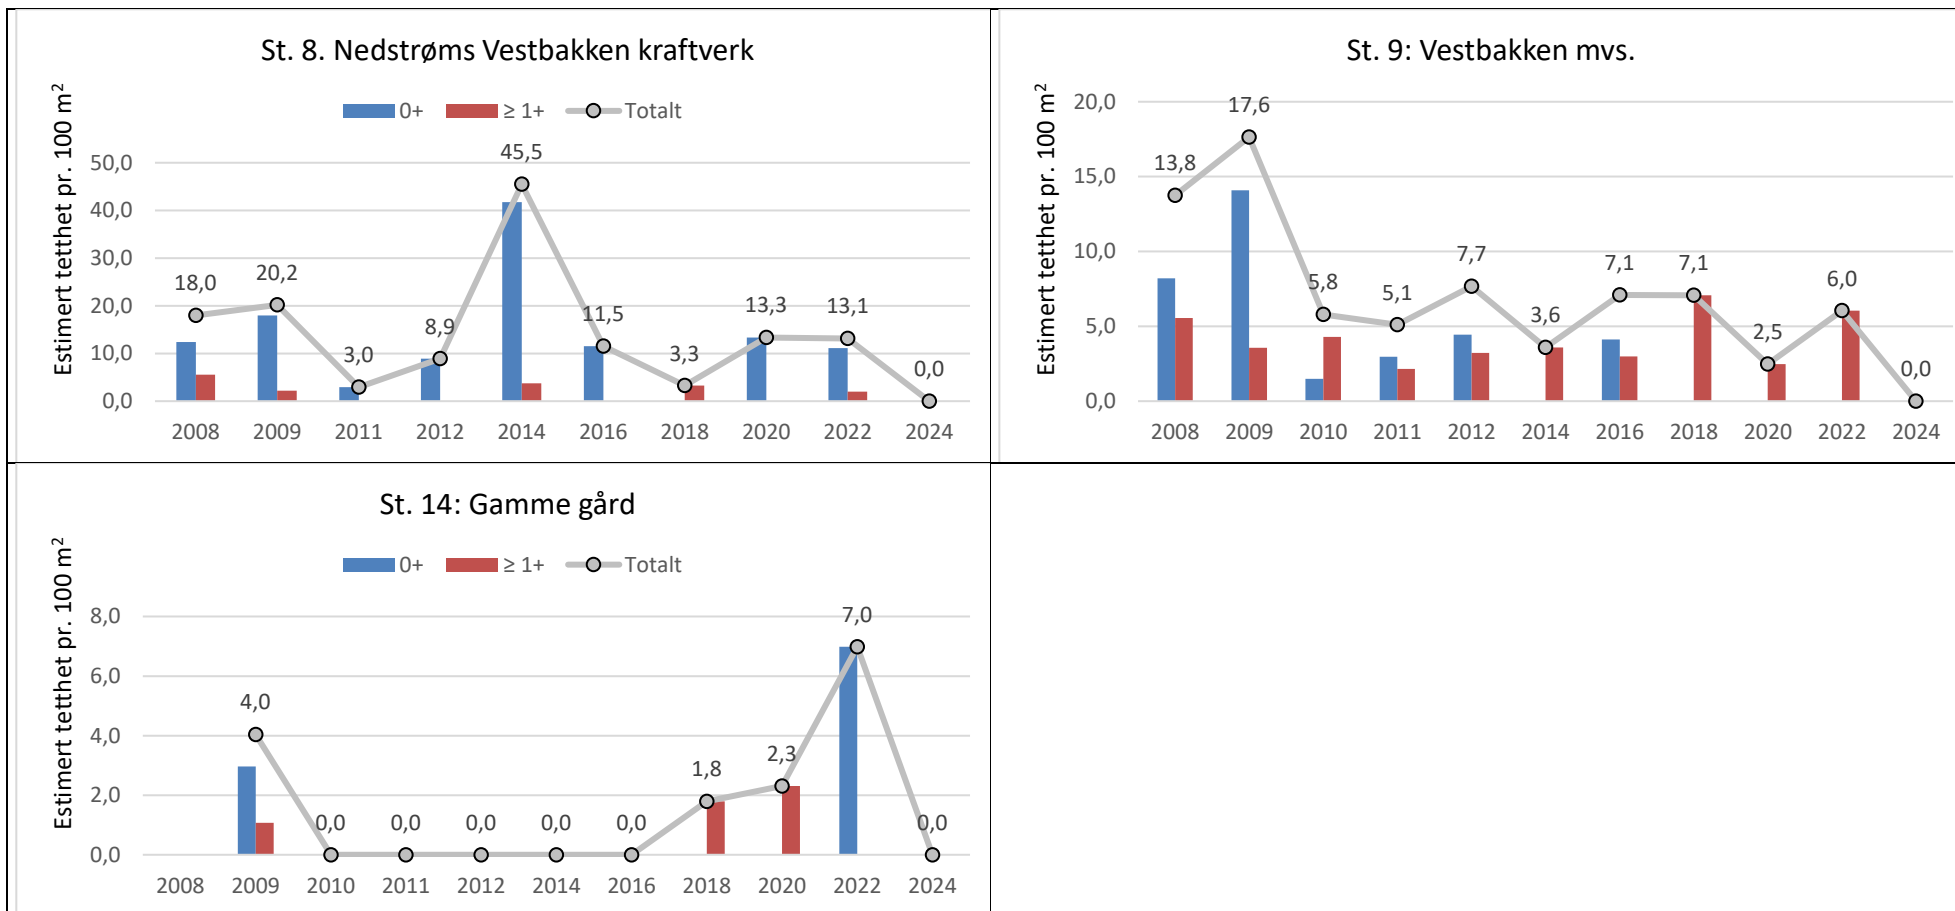 St. 8. Nedstrøms Vestbakken kraftverk
0+ ≥ 1+ Totalt
Estimert tetthet pr. 100 m²
50,0
40,0
30,0
20,0
10,0
0,0
18,0 20,2 3,0 8,9 45,5 11,5 3,3 13,3 13,1 0,0
2008 2009 2011 2012 2014 2016 2018 2020 2022 2024
St. 9: Vestbakken mvs.
Estimert tetthet pr. 100 m²
20,0
15,0
10,0
5,0
0,0
13,8 17,6 5,8 5,1 7,7 3,6 7,1 7,1 2,5 6,0 0,0
2008 2009 2010 2011 2012 2014 2016 2018 2020 2022 2024
St. 14: Gamme gård
0+ ≥ 1+ Totalt
Estimert tetthet pr. 100 m²
8,0
6,0
4,0
2,0
0,0
4,0 0,0 0,0 0,0 0,0 0,0 1,8 2,3 7,0 0,0
2008 2009 2010 2011 2012 2014 2016 2018 2020 2022 2024